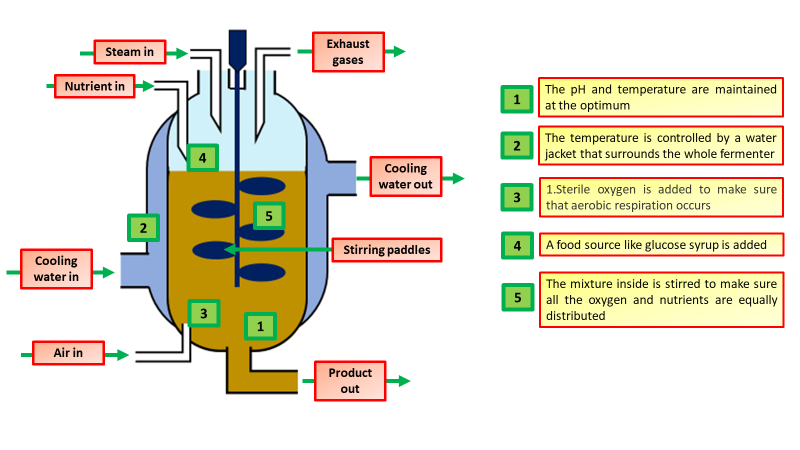 Steam in
Exhaust
gases
Nutrient in
4
Cooling
water out
2
5
Stirring paddles
Cooling
water in
3
1
Air in
Product
out
1
The pH and temperature are maintained
at the optimum
2
The temperature is controlled by a water
jacket that surrounds the whole fermenter
3
1.Sterile oxygen is added to make sure
that aerobic respiration occurs
4
A food source like glucose syrup is added
5
The mixture inside is stirred to make sure
all the oxygen and nutrients are equally
distributed